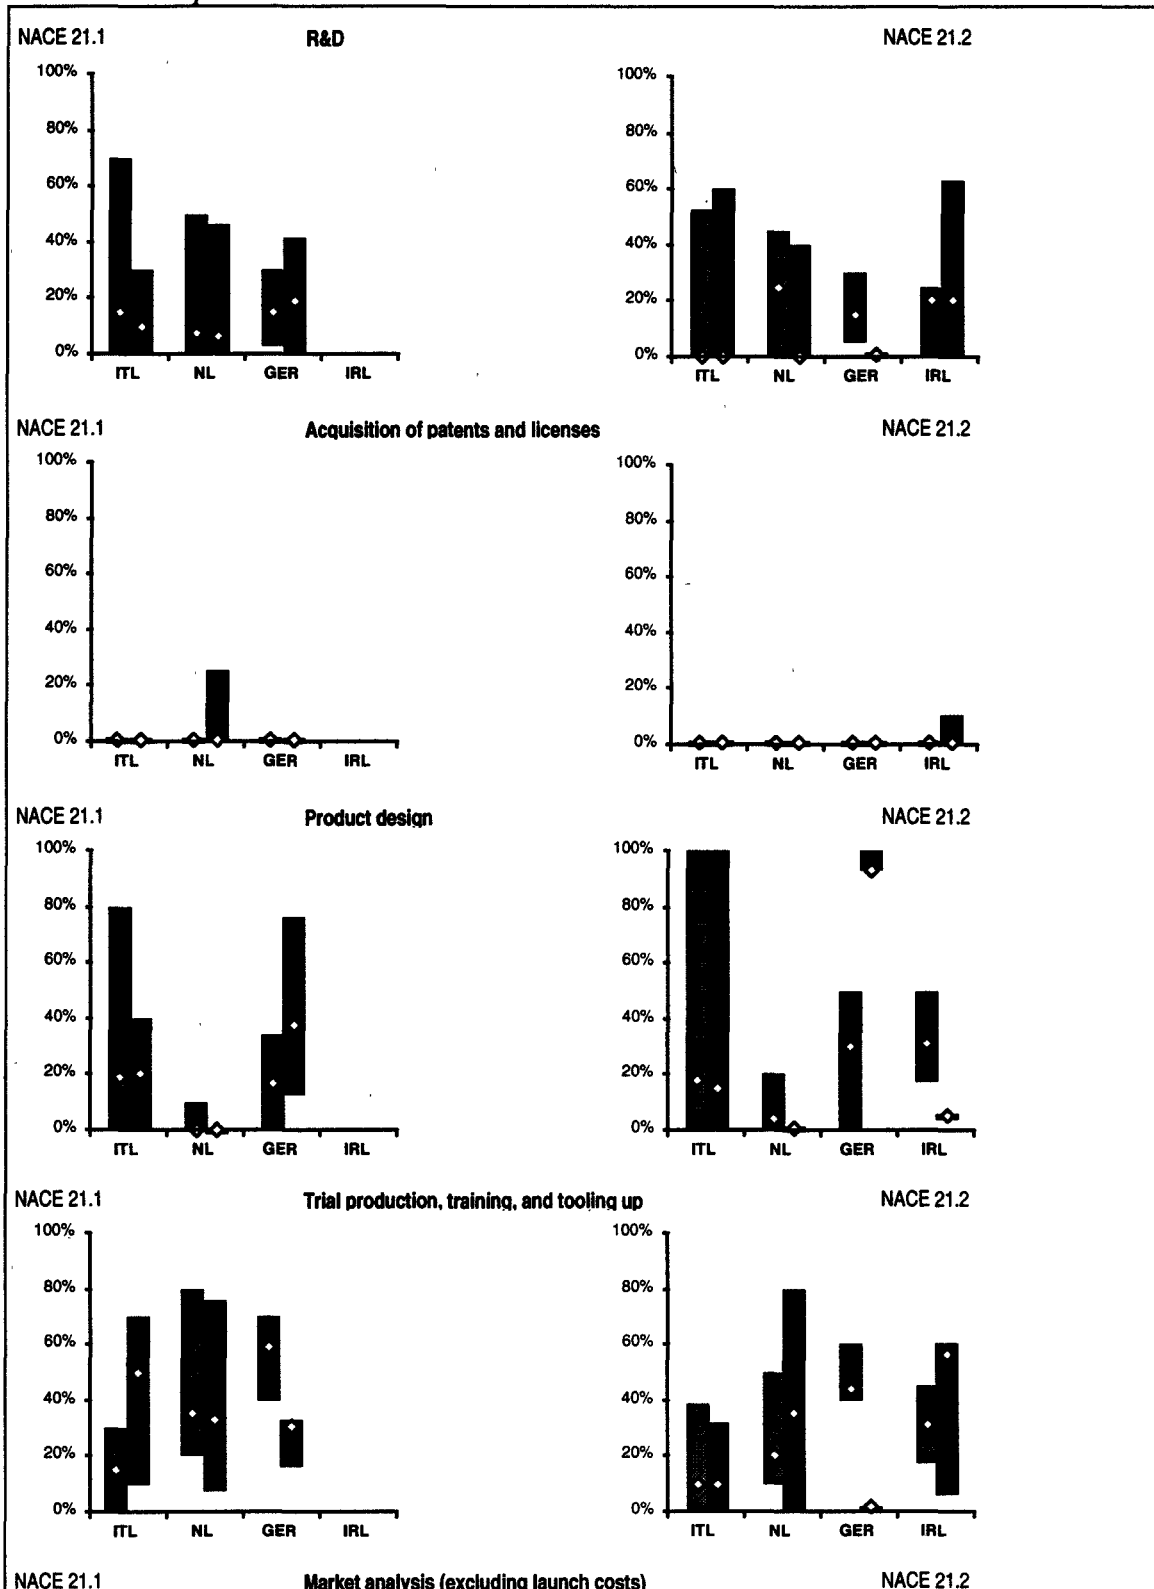 NACE 21.1 R&D NACE 21.2
100% 100%
80% 80%
60% 60%
40% 40%
20% 20%
0% 0%
ITL NL GER IRL ITL NL GER IRL
NACE 21.1 Acquisition of patents and licenses NACE 21.2
100% 100%
80% 80%
60% 60%
40% 40%
20% 20%
0% 0%
ITL NL GER IRL ITL NL GER IRL
NACE 21.1 Product design NACE 21.2
100% 100%
80% 80%
60% 60%
40% 40%
20% 20%
0% 0%
ITL NL GER IRL ITL NL GER IRL
NACE 21.1 Trial production, training, and tooling up NACE 21.2
100% 100%
80% 80%
60% 60%
40% 40%
20% 20%
0% 0%
ITL NL GER IRL ITL NL GER IRL
NACE 21.1 Market analysis (excluding launch costs) NACE 21.2